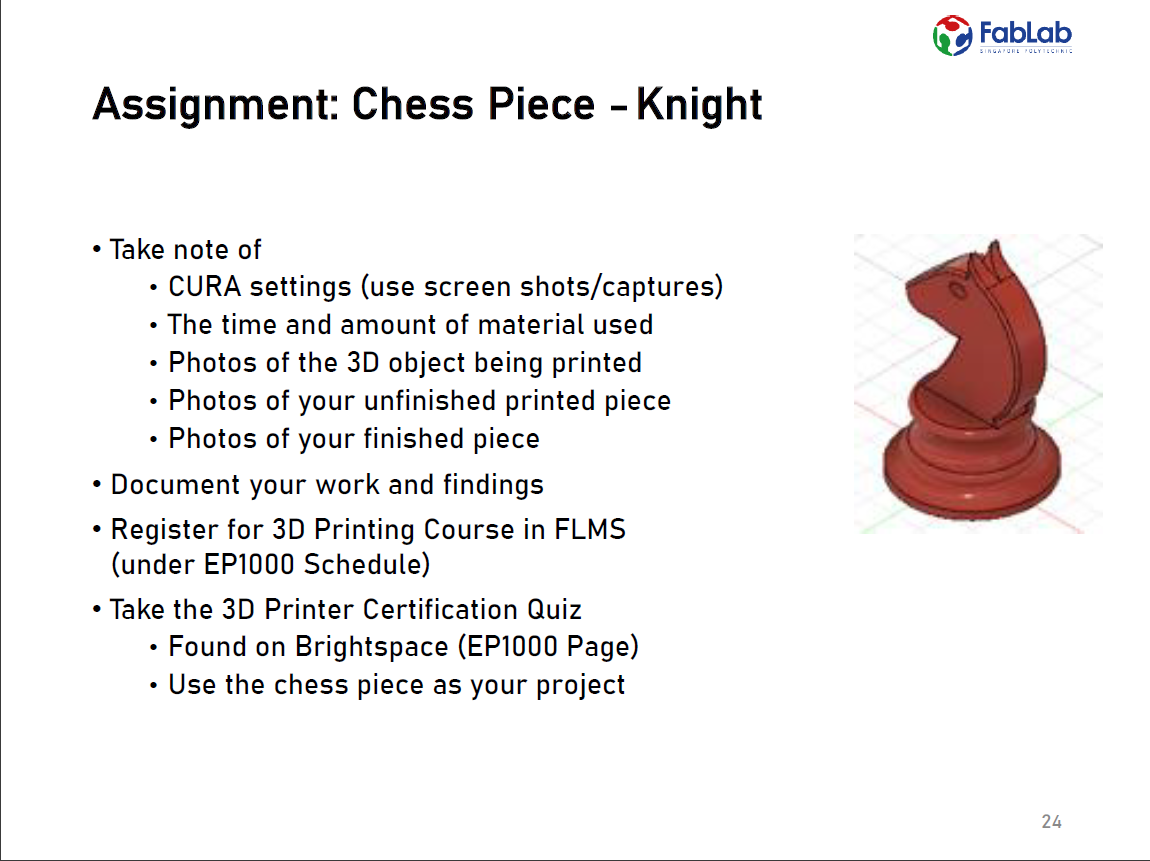 FabLab
SINGAPORE POLYTECHNIC
Assignment: Chess Piece – Knight
• Take note of
• CURA settings (use screen shots/captures)
• The time and amount of material used
• Photos of the 3D object being printed
• Photos of your unfinished printed piece
• Photos of your finished piece
• Document your work and findings
• Register for 3D Printing Course in FLMS
(under EP1000 Schedule)
• Take the 3D Printer Certification Quiz
• Found on Brightspace (EP1000 Page)
• Use the chess piece as your project
24